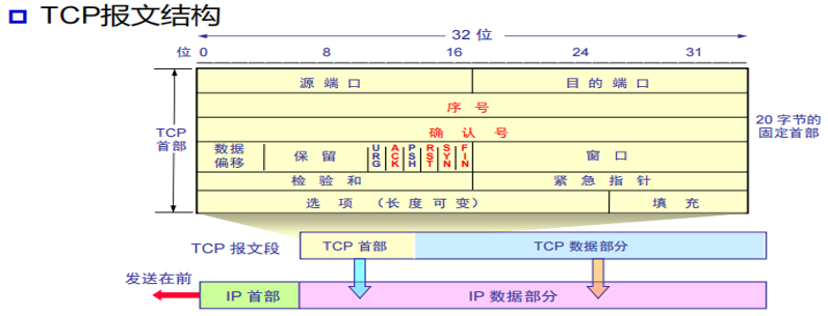 TCP报文结构
32 位
位 0 8 16 24 31
源端口 目的端口
序号
TCP 首部
确认号
20 字节的固定首部
数据偏移 保留 URG ACK PSH RST SYN FIN 窗口
检验和 紧急指针
选项 (长度可变) 填充
TCP 报文段 TCP 首部 TCP 数据部分
发送在前
IP 首部 IP 数据部分